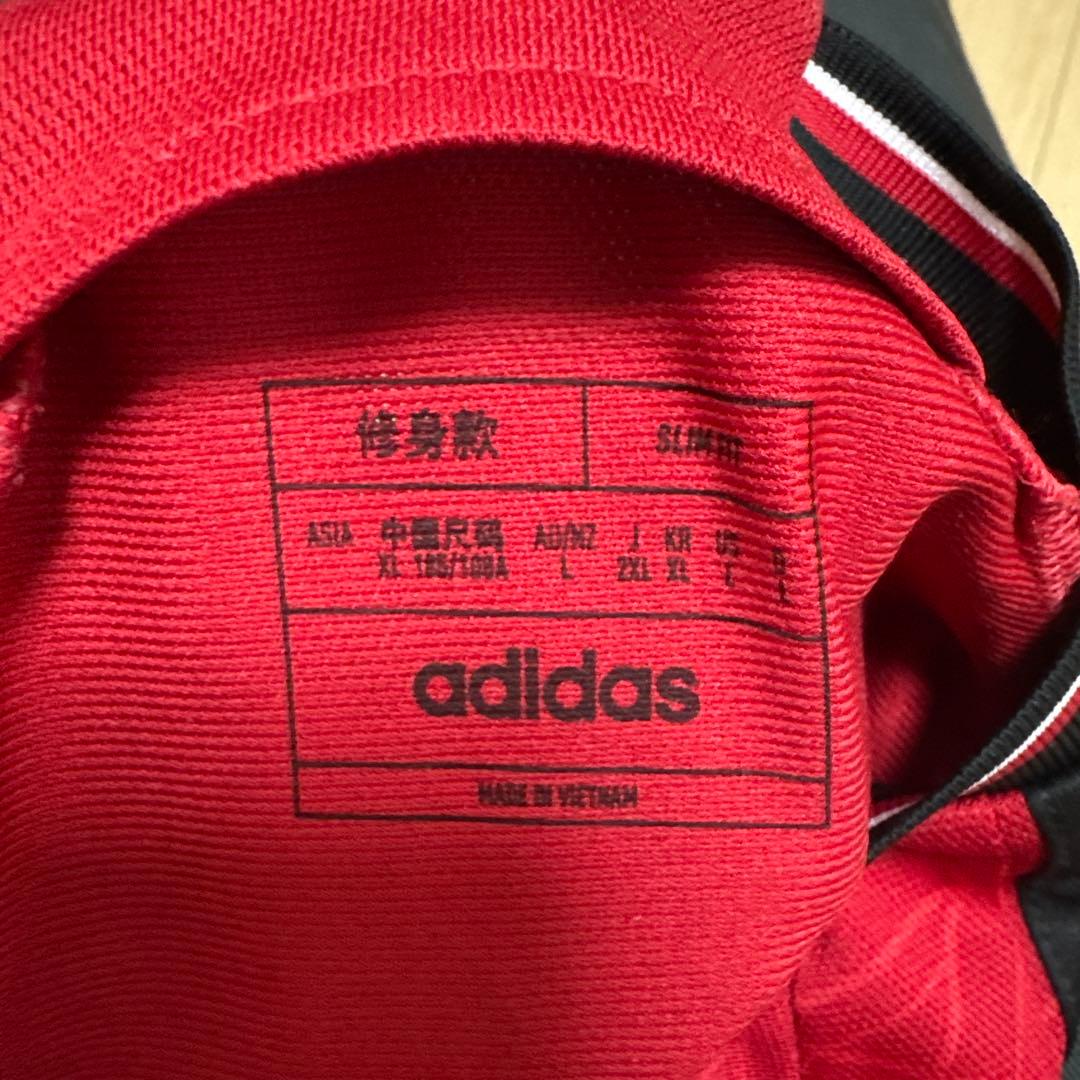 修身款 SLIM FIT
ASIA 中国尺码 AU/NZ J KR US
XL 185/108A L 2XL XL L L
adidas
MADE IN VIETNAM